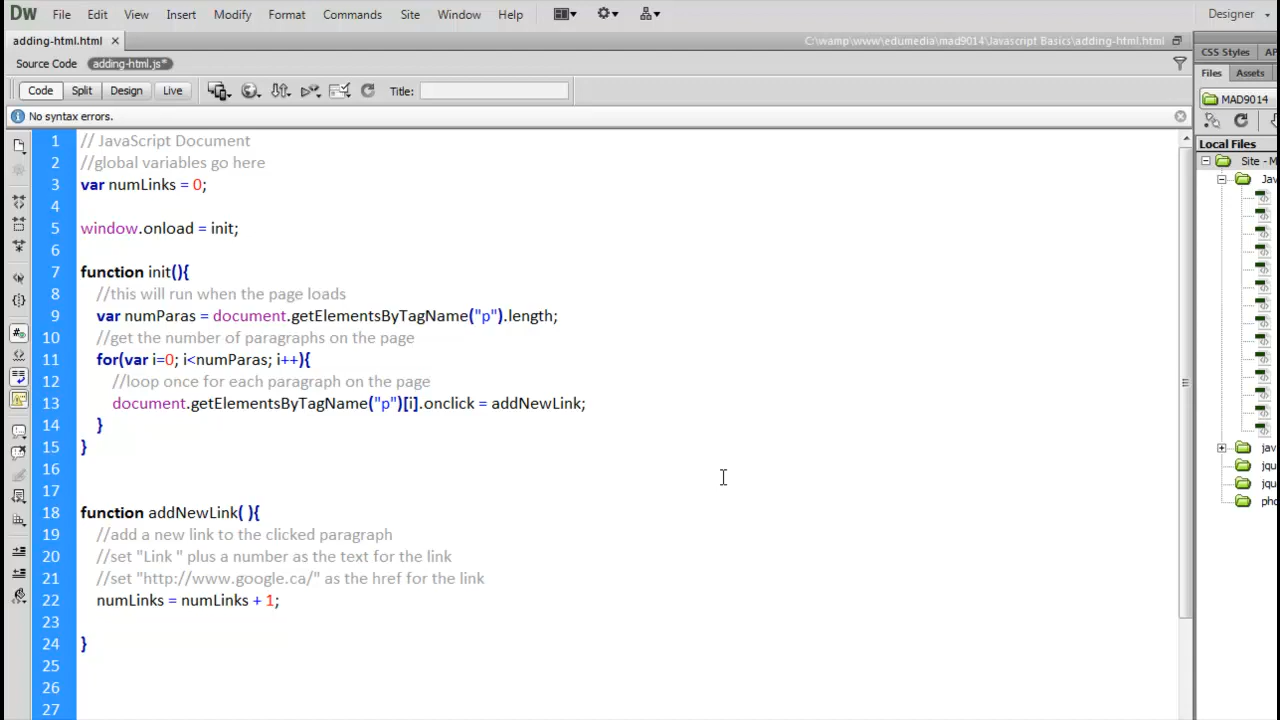 Dw File Edit View Insert Modify Format Commands Site Window Help Designer
adding-html.html C:\wamp\www\edumedia\mad9014\Javascript Basics\adding-html.html
Source Code adding-html.js*
CSS Styles AP
Code Split Design Live Title:
Files Assets
MAD9014
No syntax errors.
Local Files
Site - M
Jav
jav
jqu
jqu
pho
1 // JavaScript Document
2 //global variables go here
3 var numLinks = 0;
4
5 window.onload = init;
6
7 function init(){
8 //this will run when the page loads
9 var numParas = document.getElementsByTagName("p").length;
10 //get the number of paragraphs on the page
11 for(var i=0; i<numParas; i++){
12 //loop once for each paragraph on the page
13 document.getElementsByTagName("p")[i].onclick = addNewLink;
14 }
15 }
16
17
18 function addNewLink( ){
19 //add a new link to the clicked paragraph
20 //set "Link " plus a number as the text for the link
21 //set "http://www.google.ca/" as the href for the link
22 numLinks = numLinks + 1;
23
24 }
25
26
27